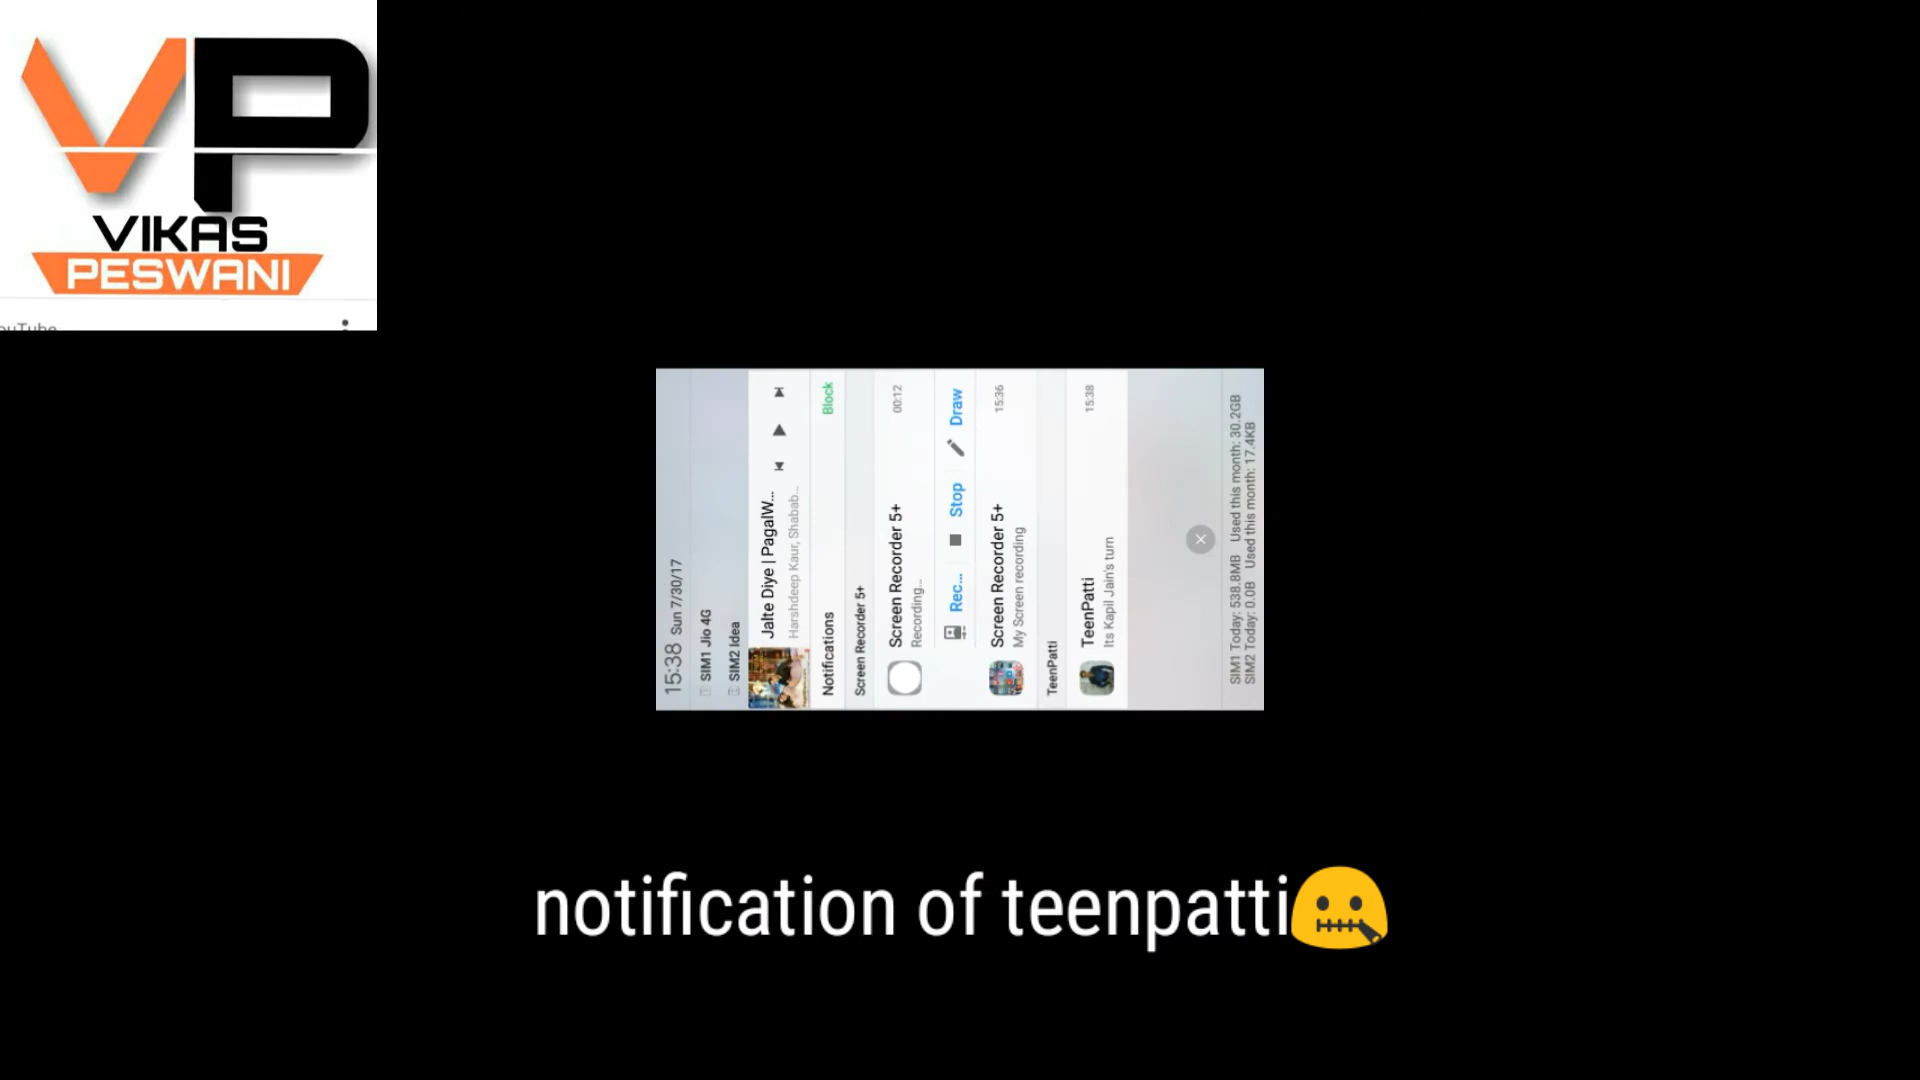 VP
VIKAS
PESWANI
15:38 Sun 7/30/17
SIM1 Jio 4G
SIM2 Idea
Jalte Diye | PagalW...
Harshdeep Kaur, Shabab...
Notifications Block
Screen Recorder 5+
Screen Recorder 5+ 00:12
Recording...
Rec... Stop Draw
Screen Recorder 5+ 15:36
My Screen recording
TeenPatti
TeenPatti 15:38
Its Kapil Jain's turn
SIM1 Today: 538.8MB Used this month: 30.2GB
SIM2 Today: 0.0B Used this month: 17.4KB
notification of teenpatti🤐